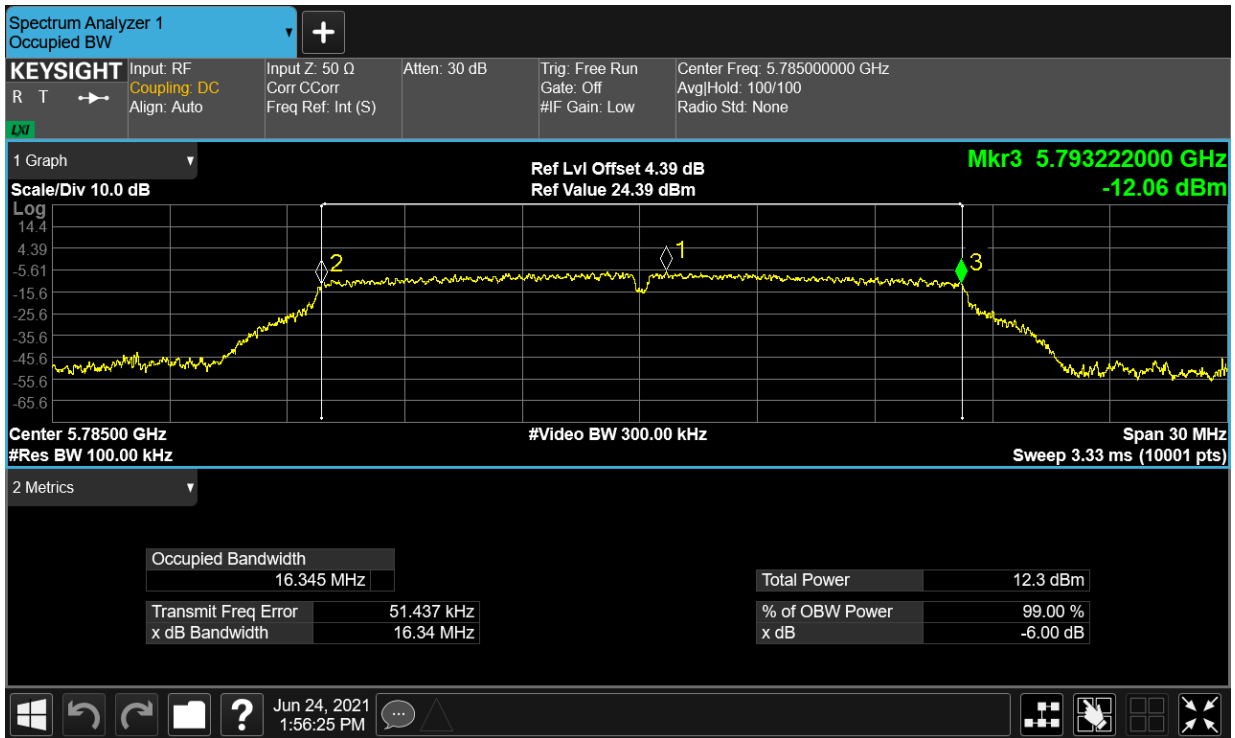 Spectrum Analyzer 1
Occupied BW
KEYSIGHT
R T
LXI
Input: RF
Coupling: DC
Align: Auto
Input Z: 50 Ω
Corr CCorr
Freq Ref: Int (S)
Atten: 30 dB
Trig: Free Run
Gate: Off
#IF Gain: Low
Center Freq: 5.785000000 GHz
Avg|Hold: 100/100
Radio Std: None
1 Graph
Scale/Div 10.0 dB
Ref Lvl Offset 4.39 dB
Ref Value 24.39 dBm
Mkr3 5.793222000 GHz
-12.06 dBm
Log
14.4
4.39
-5.61
-15.6
-25.6
-35.6
-45.6
-55.6
-65.6
2
1
3
Center 5.78500 GHz
#Res BW 100.00 kHz
#Video BW 300.00 kHz
Span 30 MHz
Sweep 3.33 ms (10001 pts)
2 Metrics
Occupied Bandwidth
16.345 MHz
Transmit Freq Error 51.437 kHz
x dB Bandwidth 16.34 MHz
Total Power 12.3 dBm
% of OBW Power 99.00 %
x dB -6.00 dB
?
Jun 24, 2021
1:56:25 PM